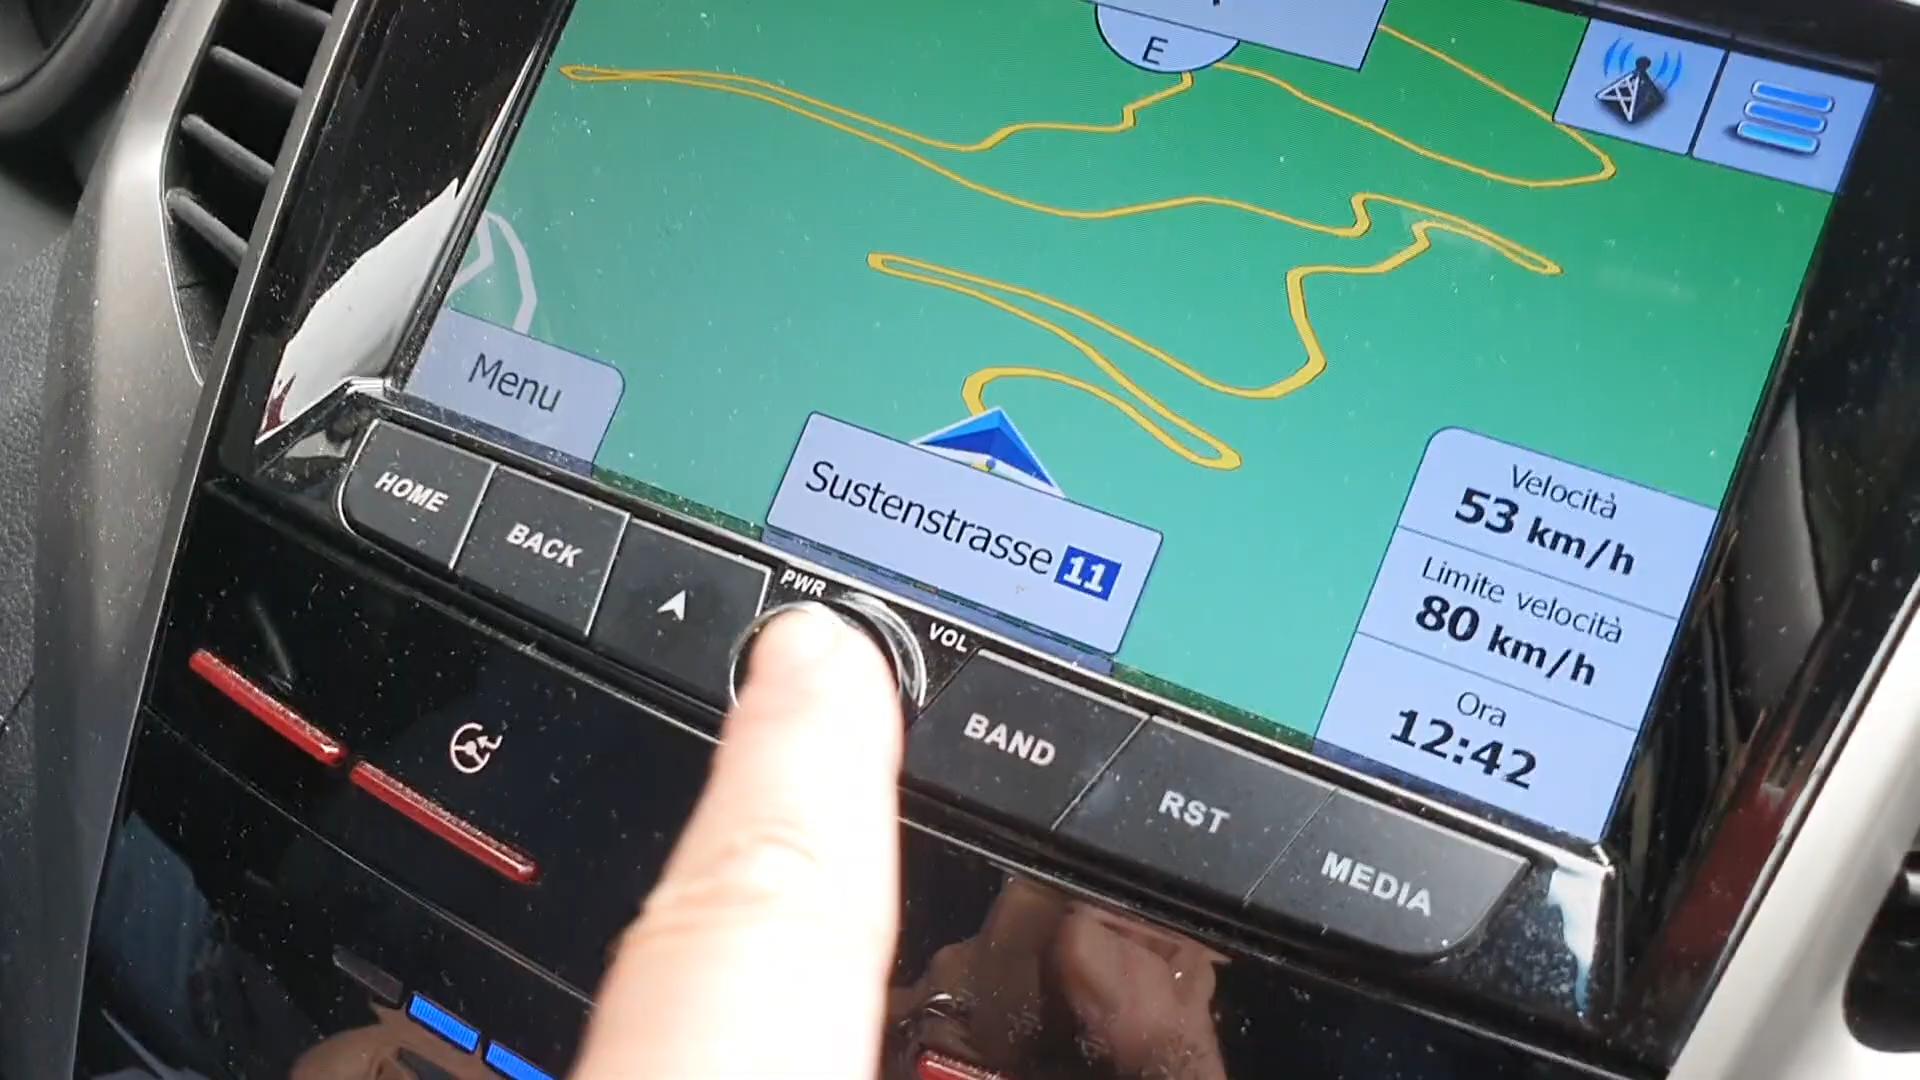 E
Menu
Sustenstrasse 11
Velocità
53 km/h
Limite velocità
80 km/h
Ora
12:42
HOME
BACK
PWR
VOL
BAND
RST
MEDIA